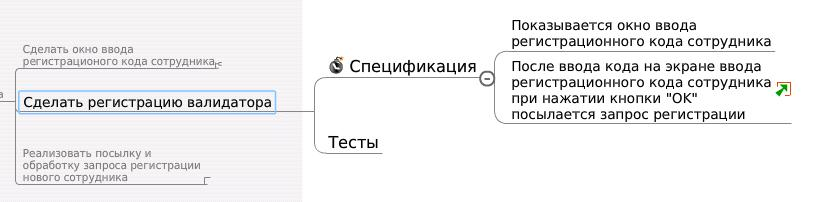 Сделать окно ввода
регистрационого кода сотрудника
а
Сделать регистрацию валидатора
Реализовать посылку и
обработку запроса регистрации
нового сотрудника
Спецификация
Показывается окно ввода
регистрационного кода сотрудника
После ввода кода на экране ввода
регистрационного кода сотрудника
при нажатии кнопки "OK"
посылается запрос регистрации
Тесты